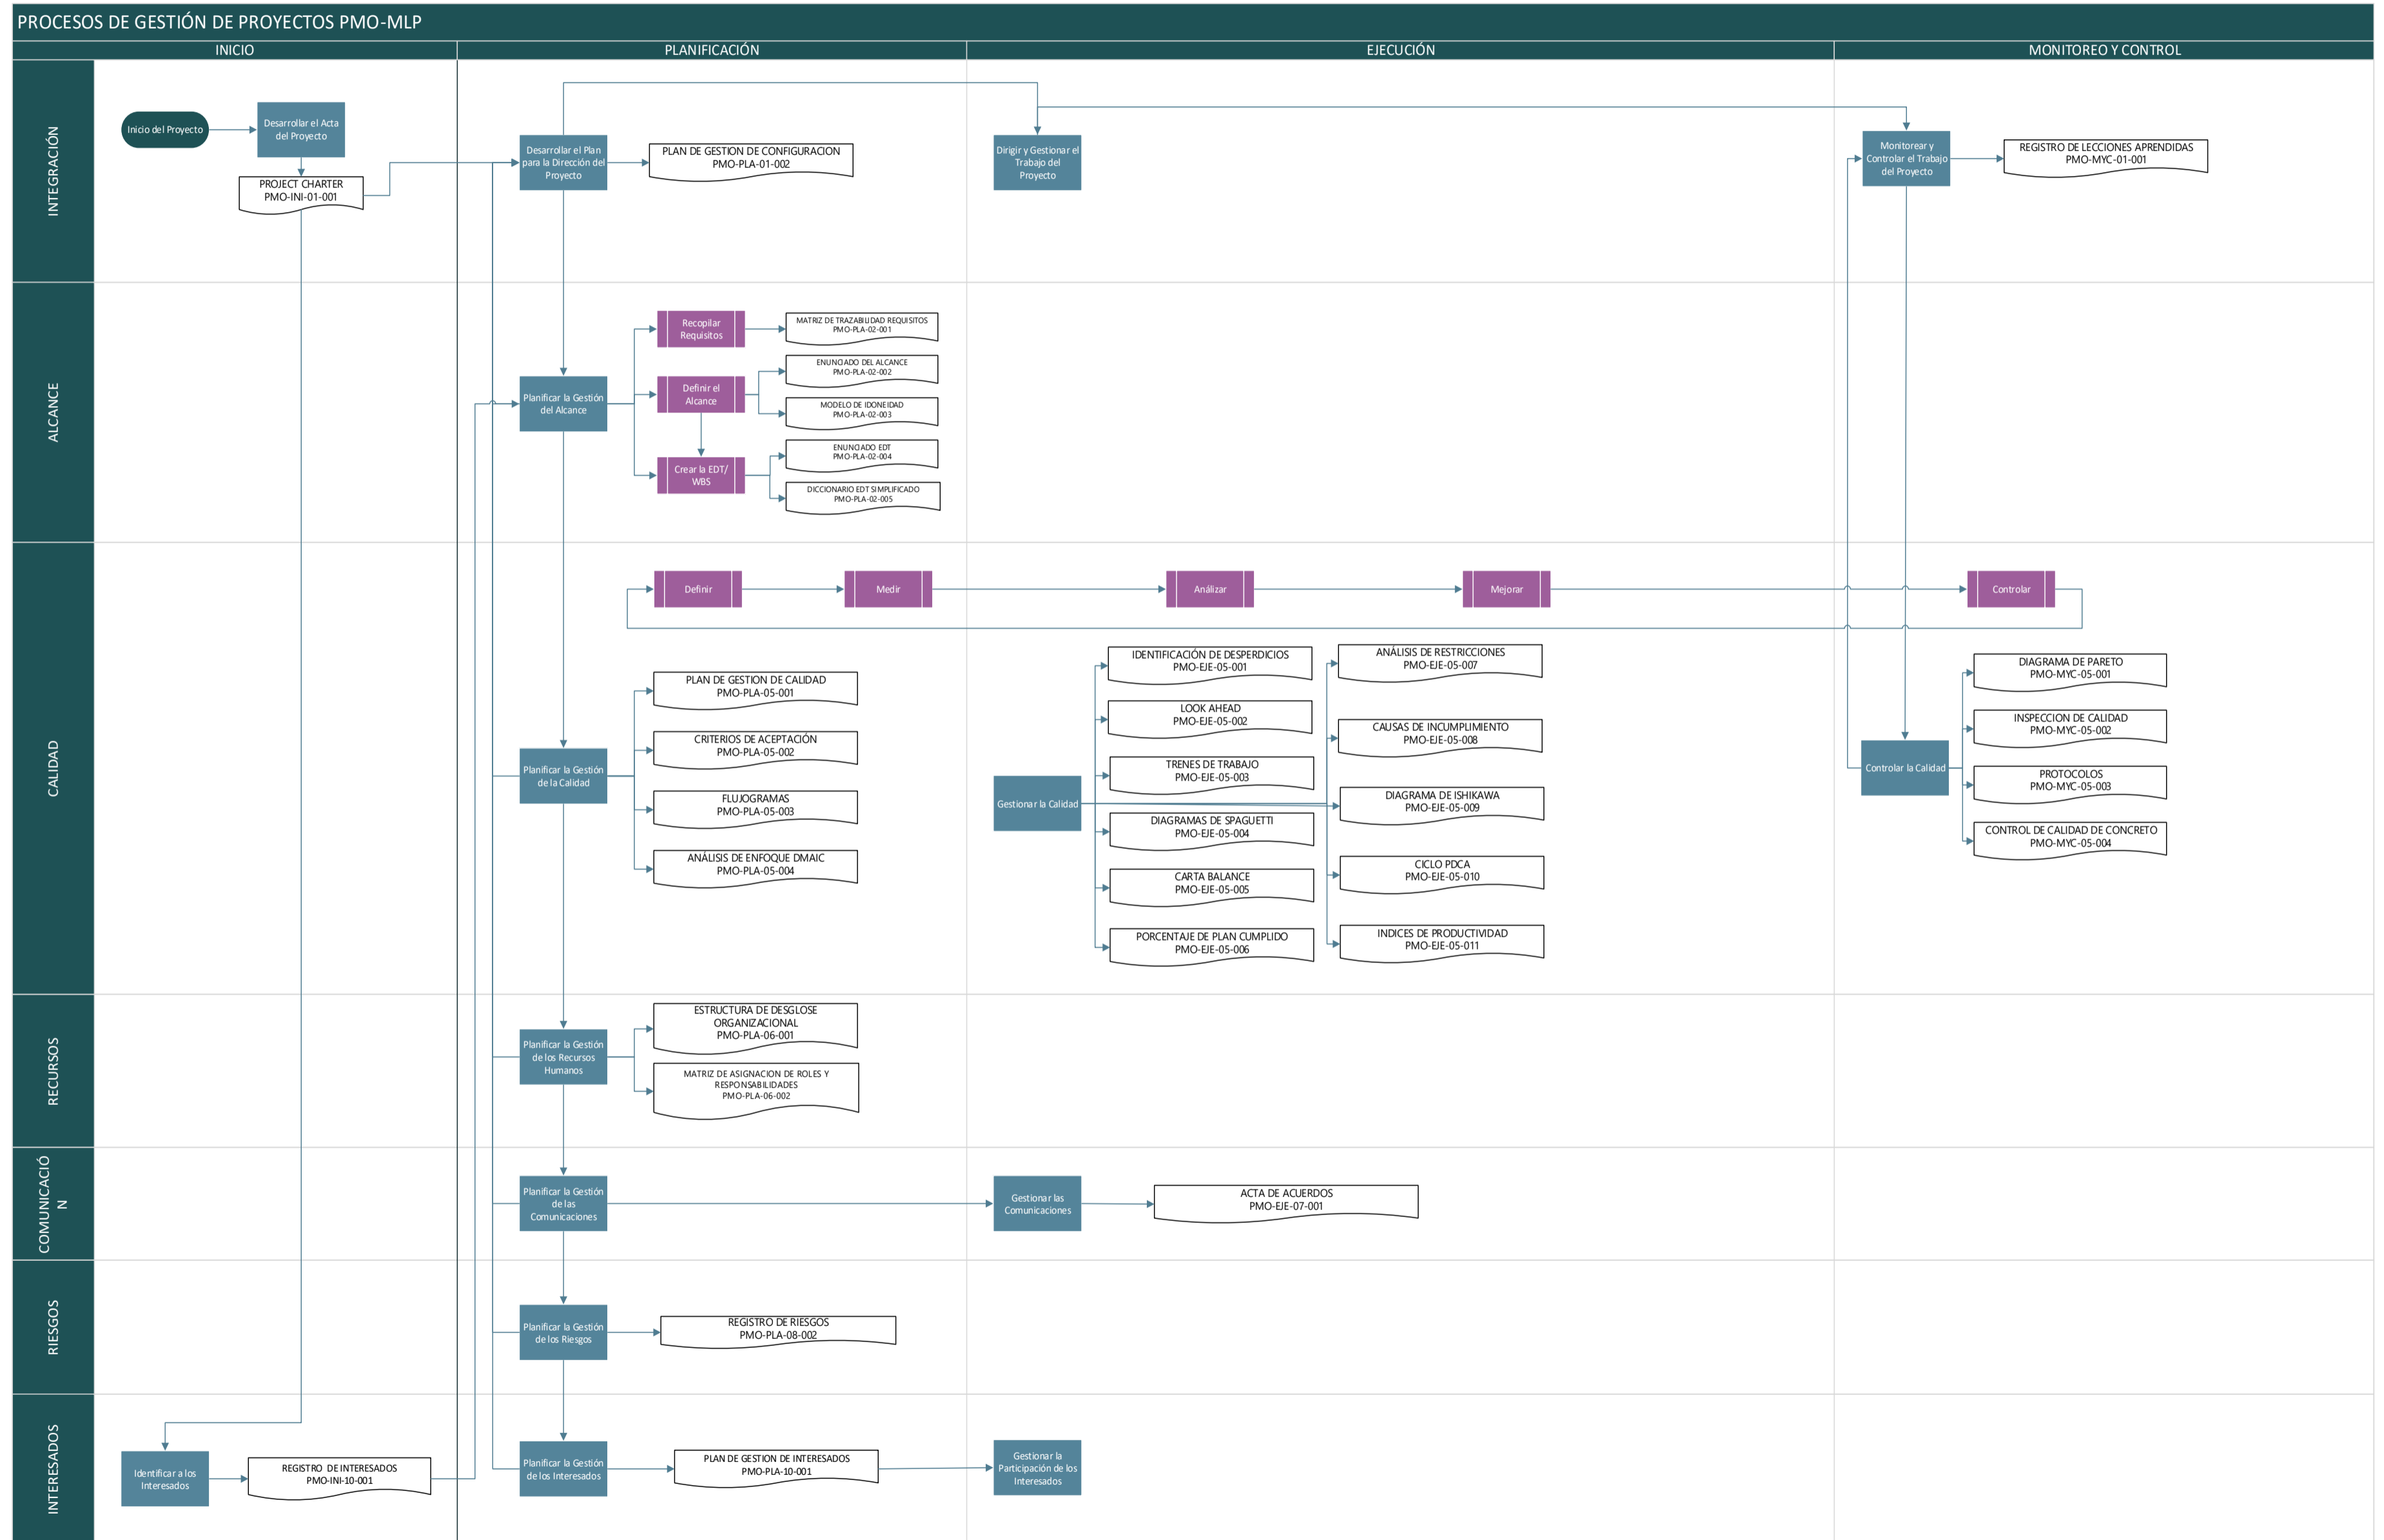 PROCESOS DE GESTIÓN DE PROYECTOS PMO-MLP
INICIO
PLANIFICACIÓN
EJECUCIÓN
MONITOREO Y CONTROL
INTEGRACIÓN
Inicio del Proyecto
Desarrollar el Acta
del Proyecto
PROJECT CHARTER
PMO-INI-01-001
Desarrollar el Plan
para la Dirección del
Proyecto
PLAN DE GESTION DE CONFIGURACION
PMO-PLA-01-002
Dirigir y Gestionar el
Trabajo del
Proyecto
Monitorear y
Controlar el Trabajo
del Proyecto
REGISTRO DE LECCIONES APRENDIDAS
PMO-MYC-01-001
ALCANCE
Planificar la Gestión
del Alcance
Recopilar
Requisitos
MATRIZ DE TRAZABILIDAD REQUISITOS
PMO-PLA-02-001
Definir el
Alcance
ENUNCIADO DEL ALCANCE
PMO-PLA-02-002
MODELO DE IDONEIDAD
PMO-PLA-02-003
Crear la EDT/
WBS
ENUNCIADO EDT
PMO-PLA-02-004
DICCIONARIO EDT SIMPLIFICADO
PMO-PLA-02-005
CALIDAD
Definir
Medir
Análizar
Mejorar
Controlar
Planificar la Gestión
de la Calidad
PLAN DE GESTION DE CALIDAD
PMO-PLA-05-001
CRITERIOS DE ACEPTACIÓN
PMO-PLA-05-002
FLUJOGRAMAS
PMO-PLA-05-003
ANÁLISIS DE ENFOQUE DMAIC
PMO-PLA-05-004
Gestionar la Calidad
IDENTIFICACIÓN DE DESPERDICIOS
PMO-EJE-05-001
LOOK AHEAD
PMO-EJE-05-002
TRENES DE TRABAJO
PMO-EJE-05-003
DIAGRAMAS DE SPAGUETTI
PMO-EJE-05-004
CARTA BALANCE
PMO-EJE-05-005
PORCENTAJE DE PLAN CUMPLIDO
PMO-EJE-05-006
ANÁLISIS DE RESTRICCIONES
PMO-EJE-05-007
CAUSAS DE INCUMPLIMIENTO
PMO-EJE-05-008
DIAGRAMA DE ISHIKAWA
PMO-EJE-05-009
CICLO PDCA
PMO-EJE-05-010
INDICES DE PRODUCTIVIDAD
PMO-EJE-05-011
Controlar la Calidad
DIAGRAMA DE PARETO
PMO-MYC-05-001
INSPECCION DE CALIDAD
PMO-MYC-05-002
PROTOCOLOS
PMO-MYC-05-003
CONTROL DE CALIDAD DE CONCRETO
PMO-MYC-05-004
RECURSOS
Planificar la Gestión
de los Recursos
Humanos
ESTRUCTURA DE DESGLOSE
ORGANIZACIONAL
PMO-PLA-06-001
MATRIZ DE ASIGNACION DE ROLES Y
RESPONSABILIDADES
PMO-PLA-06-002
COMUNICACIÓ
N
Planificar la Gestión
de las
Comunicaciones
Gestionar las
Comunicaciones
ACTA DE ACUERDOS
PMO-EJE-07-001
RIESGOS
Planificar la Gestión
de los Riesgos
REGISTRO DE RIESGOS
PMO-PLA-08-002
INTERESADOS
Identificar a los
Interesados
REGISTRO DE INTERESADOS
PMO-INI-10-001
Planificar la Gestión
de los Interesados
PLAN DE GESTION DE INTERESADOS
PMO-PLA-10-001
Gestionar la
Participación de los
Interesados